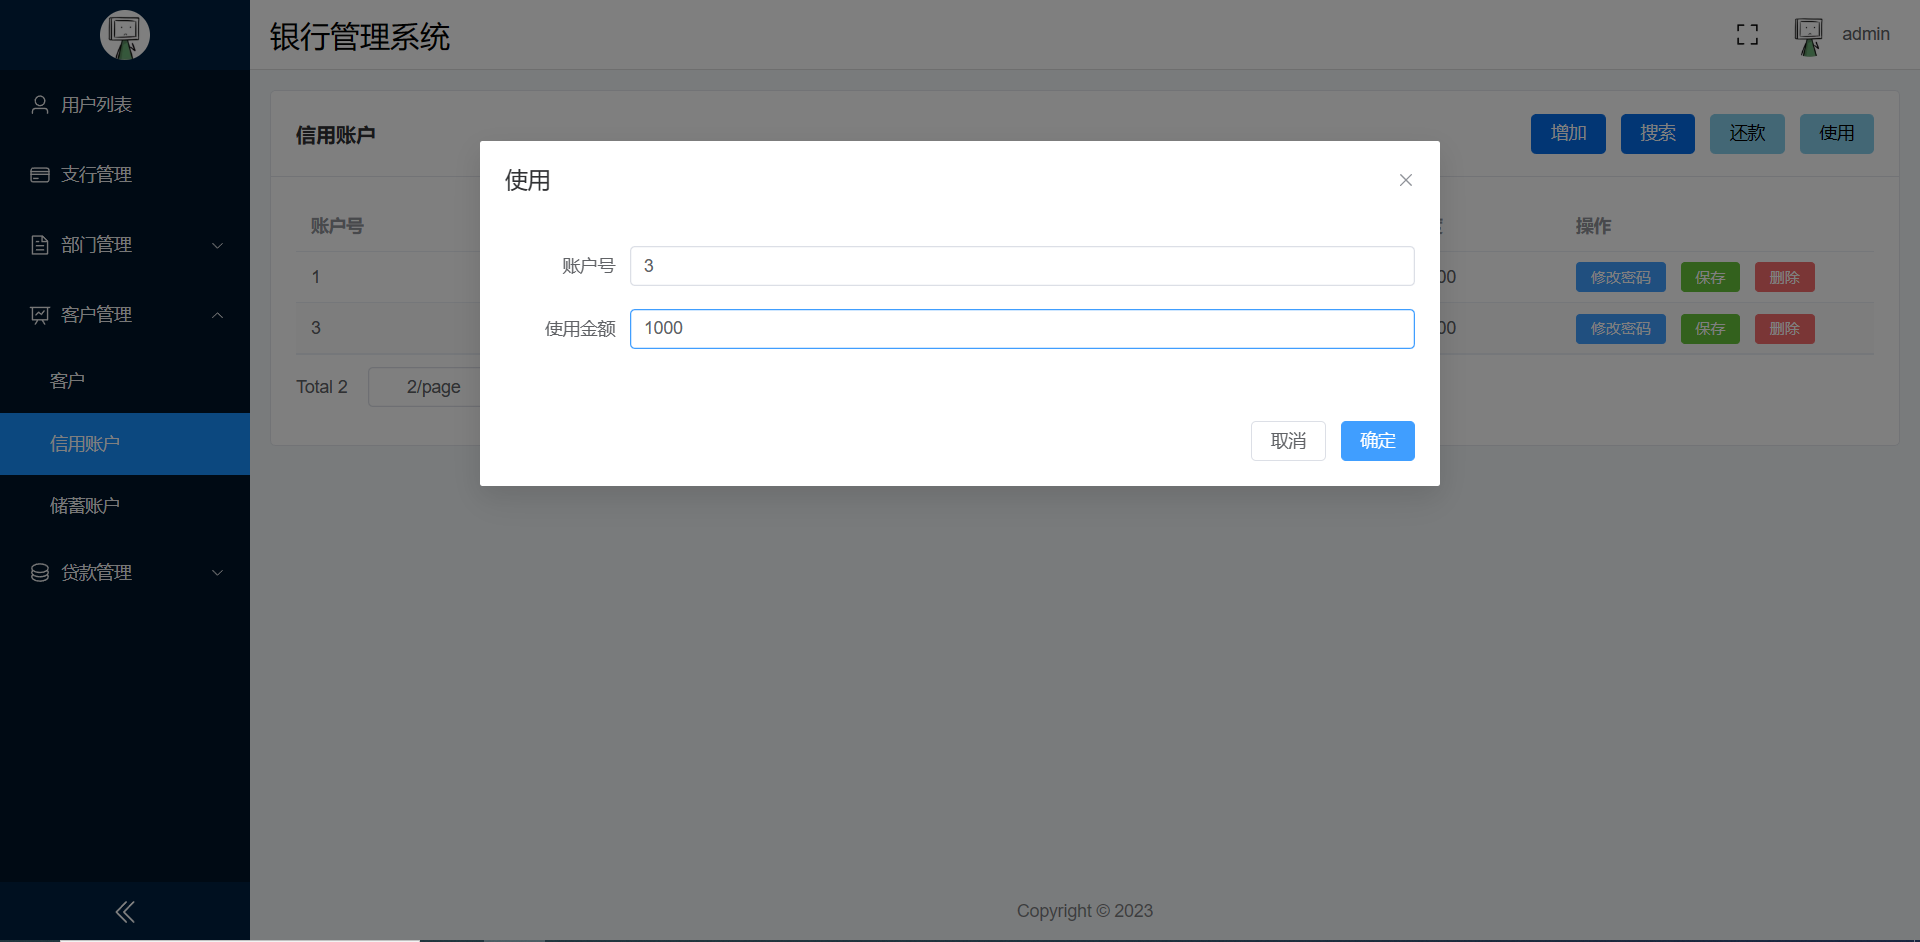 银行管理系统
admin
用户列表
支行管理
部门管理
客户管理
客户
信用账户
储蓄账户
贷款管理
信用账户
增加 搜索 还款 使用
账户号 操作
1 00 修改密码 保存 删除
3 00 修改密码 保存 删除
Total 2 2/page
使用
账户号 3
使用金额 1000
取消 确定
Copyright © 2023